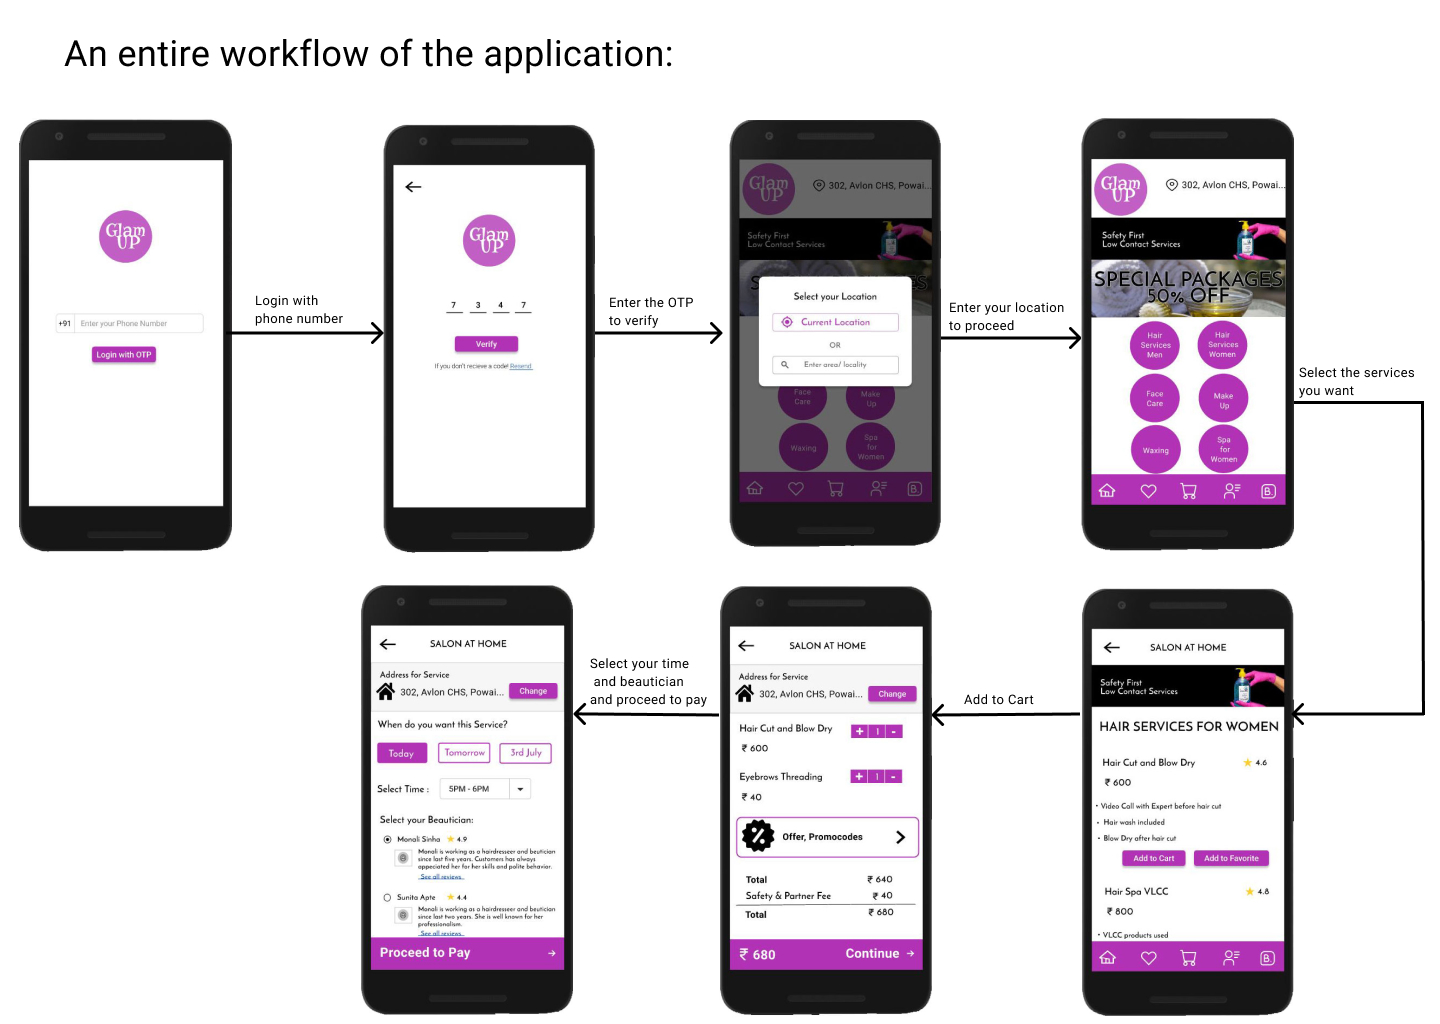 An entire workflow of the application:
Glam
UP
+91 Enter your Phone Number
Login with OTP
Login with
phone number
Glam
UP
7 3 4 7
Verify
If you don't recieve a code! Resend
Enter the OTP
to verify
Glam
UP
302, Avlon CHS, Powai...
Safety First
Low Contact Services
Select your Location
Current Location
OR
Enter area/ locality
Face
Care
Make
Up
Waxing
Spa
for
Women
Enter your location
to proceed
Glam
UP
302, Avlon CHS, Powai...
Safety First
Low Contact Services
SPECIAL PACKAGES
50% OFF
Hair
Services
Men
Hair
Services
Women
Face
Care
Make
Up
Waxing
Spa
for
Women
B.
Select the services
you want
SALON AT HOME
Safety First
Low Contact Services
HAIR SERVICES FOR WOMEN
Hair Cut and Blow Dry 4.6
₹ 600
• Video Call with Expert before hair cut
• Hair wash included
• Blow Dry after hair cut
Add to Cart Add to Favorite
Hair Spa VLCC 4.8
₹ 800
• VLCC products used
B.
Add to Cart
SALON AT HOME
Address for Service
302, Avlon CHS, Powai... Change
Hair Cut and Blow Dry + 1 -
₹ 600
Eyebrows Threading + 1 -
₹ 40
% Offer, Promocodes
Total ₹ 640
Safety & Partner Fee ₹ 40
Total ₹ 680
₹ 680 Continue →
Select your time
and beautician
and proceed to pay
SALON AT HOME
Address for Service
302, Avlon CHS, Powai... Change
When do you want this Service?
Today Tomorrow 3rd July
Select Time : 5PM - 6PM
Select your Beautician:
Monali Sinha 4.9
Monali is working as a hairdresseer and beutician
since last five years. Customers has always
appeciated her for her skills and polite behavior.
See all reviews
Sunita Apte 4.4
Monali is working as a hairdresseer and beutician
since last two years. She is well known for her
professionalism.
See all reviews
Proceed to Pay →